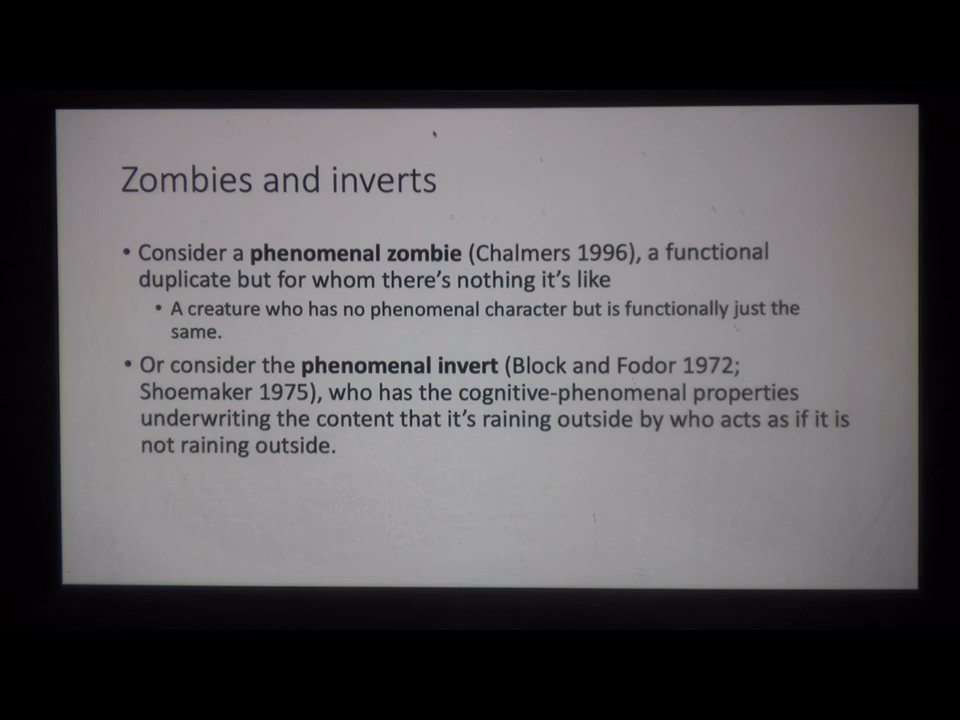 Zombies and inverts
• Consider a phenomenal zombie (Chalmers 1996), a functional
duplicate but for whom there's nothing it's like
• A creature who has no phenomenal character but is functionally just the
same.
• Or consider the phenomenal invert (Block and Fodor 1972;
Shoemaker 1975), who has the cognitive-phenomenal properties
underwriting the content that it's raining outside by who acts as if it is
not raining outside.